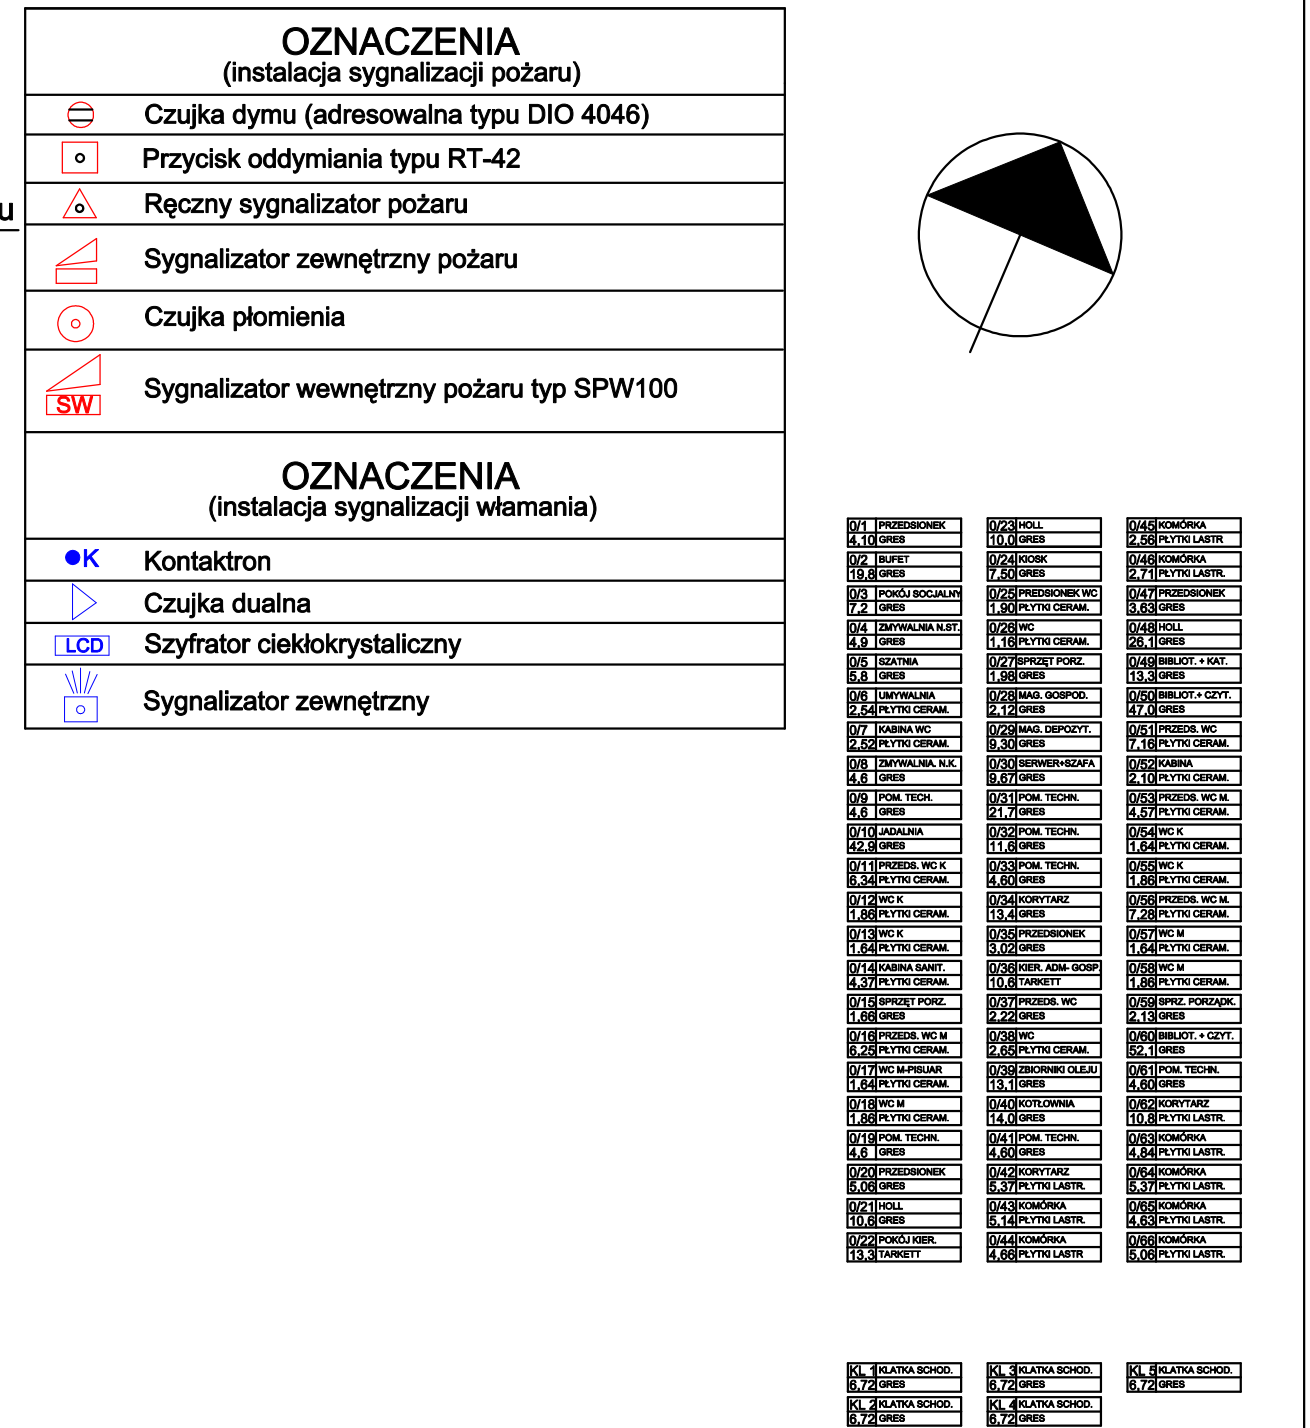 u
OZNACZENIA
(instalacja sygnalizacji pożaru)
Czujka dymu (adresowalna typu DIO 4046)
Przycisk oddymiania typu RT-42
Ręczny sygnalizator pożaru
Sygnalizator zewnętrzny pożaru
Czujka płomienia
SW Sygnalizator wewnętrzny pożaru typ SPW100
OZNACZENIA
(instalacja sygnalizacji włamania)
K Kontaktron
Czujka dualna
LCD Szyfrator ciekłokrystaliczny
Sygnalizator zewnętrzny
0/1 PRZEDSIONEK
4,10 GRES
0/2 BUFET
19,8 GRES
0/3 POKÓJ SOCJALNY
7,2 GRES
0/4 ZMYWALNIA N.ST.
4,9 GRES
0/5 SZATNIA
5,8 GRES
0/6 UMYWALNIA
2,54 PŁYTKI CERAM.
0/7 KABINA WC
2,52 PŁYTKI CERAM.
0/8 ZMYWALNIA. N.K.
4,6 GRES
0/9 POM. TECH.
4,6 GRES
0/10 JADALNIA
42,9 GRES
0/11 PRZEDS. WC K
6,34 PŁYTKI CERAM.
0/12 WC K
1,86 PŁYTKI CERAM.
0/13 WC K
1,64 PŁYTKI CERAM.
0/14 KABINA SANIT.
4,37 PŁYTKI CERAM.
0/15 SPRZĘT PORZ.
1,66 GRES
0/16 PRZEDS. WC M
6,25 PŁYTKI CERAM.
0/17 WC M-PISUAR
1,64 PŁYTKI CERAM.
0/18 WC M
1,86 PŁYTKI CERAM.
0/19 POM. TECHN.
4,6 GRES
0/20 PRZEDSIONEK
5,06 GRES
0/21 HOLL
10,6 GRES
0/22 POKÓJ KIER.
13,3 TARKETT
0/23 HOLL
10,0 GRES
0/24 KIOSK
7,50 GRES
0/25 PREDSIONEK WC
1,90 PŁYTKI CERAM.
0/26 WC
1,16 PŁYTKI CERAM.
0/27 SPRZĘT PORZ.
1,98 GRES
0/28 MAG. GOSPOD.
2,12 GRES
0/29 MAG. DEPOZYT.
9,30 GRES
0/30 SERWER+SZAFA
9,67 GRES
0/31 POM. TECHN.
21,7 GRES
0/32 POM. TECHN.
11,6 GRES
0/33 POM. TECHN.
4,60 GRES
0/34 KORYTARZ
13,4 GRES
0/35 PRZEDSIONEK
3,02 GRES
0/36 KIER. ADM- GOSP.
10,6 TARKETT
0/37 PRZEDS. WC
2,22 GRES
0/38 WC
2,65 PŁYTKI CERAM.
0/39 ZBIORNIKI OLEJU
13,1 GRES
0/40 KOTŁOWNIA
14,0 GRES
0/41 POM. TECHN.
4,60 GRES
0/42 KORYTARZ
5,37 PŁYTKI LASTR.
0/43 KOMÓRKA
5,14 PŁYTKI LASTR.
0/44 KOMÓRKA
4,66 PŁYTKI LASTR
0/45 KOMÓRKA
2,56 PŁYTKI LASTR
0/46 KOMÓRKA
2,71 PŁYTKI LASTR.
0/47 PRZEDSIONEK
3,63 GRES
0/48 HOLL
26,1 GRES
0/49 BIBLIOT. + KAT.
13,3 GRES
0/50 BIBLIOT.+ CZYT.
47,0 GRES
0/51 PRZEDS. WC
7,16 PŁYTKI CERAM.
0/52 KABINA
2,10 PŁYTKI CERAM.
0/53 PRZEDS. WC M.
4,57 PŁYTKI CERAM.
0/54 WC K
1,64 PŁYTKI CERAM.
0/55 WC K
1,86 PŁYTKI CERAM.
0/56 PRZEDS. WC M.
7,28 PŁYTKI CERAM.
0/57 WC M
1,64 PŁYTKI CERAM.
0/58 WC M
1,86 PŁYTKI CERAM.
0/59 SPRZ. PORZĄDK.
2,13 GRES
0/60 BIBLIOT. + CZYT.
52,1 GRES
0/61 POM. TECHN.
4,60 GRES
0/62 KORYTARZ
10,8 PŁYTKI LASTR.
0/63 KOMÓRKA
4,84 PŁYTKI LASTR.
0/64 KOMÓRKA
5,37 PŁYTKI LASTR.
0/65 KOMÓRKA
4,63 PŁYTKI LASTR.
0/66 KOMÓRKA
5,06 PŁYTKI LASTR.
KL 1 KLATKA SCHOD.
6,72 GRES
KL 2 KLATKA SCHOD.
6,72 GRES
KL 3 KLATKA SCHOD.
6,72 GRES
KL 4 KLATKA SCHOD.
6,72 GRES
KL 5 KLATKA SCHOD.
6,72 GRES